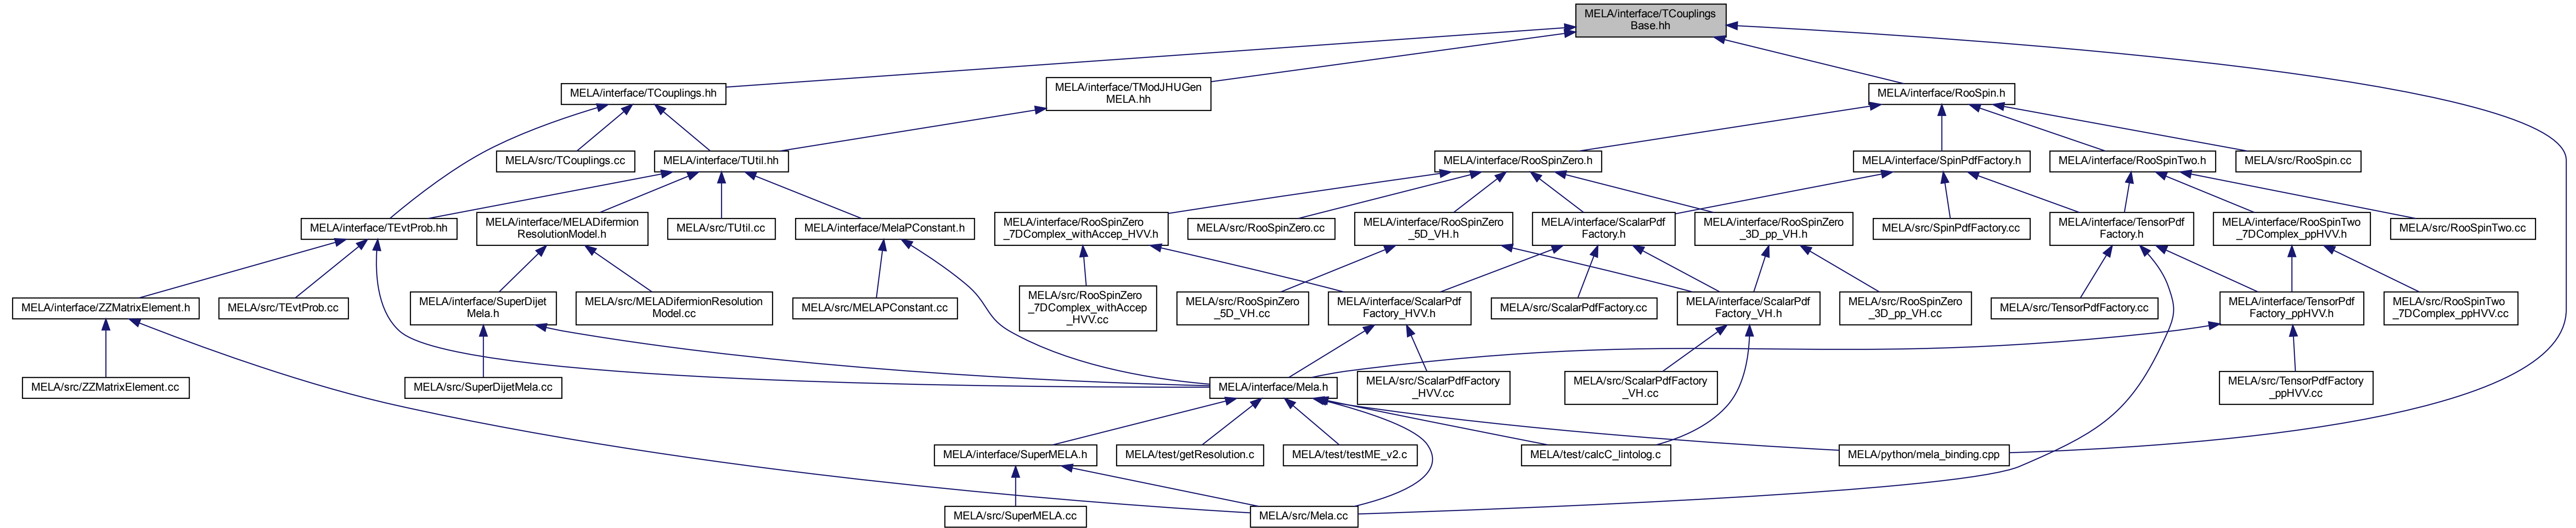 MELA/interface/TCouplings
Base.hh
MELA/interface/TCouplings.hh
MELA/interface/TModJHUGen
MELA.hh
MELA/interface/RooSpin.h
MELA/src/TCouplings.cc
MELA/interface/TUtil.hh
MELA/interface/RooSpinZero.h
MELA/interface/SpinPdfFactory.h
MELA/interface/RooSpinTwo.h
MELA/src/RooSpin.cc
MELA/interface/TEvtProb.hh
MELA/interface/MELADifermion
ResolutionModel.h
MELA/src/TUtil.cc
MELA/interface/MelaPConstant.h
MELA/interface/RooSpinZero
_7DComplex_withAccep_HVV.h
MELA/src/RooSpinZero.cc
MELA/interface/RooSpinZero
_5D_VH.h
MELA/interface/ScalarPdf
Factory.h
MELA/interface/RooSpinZero
_3D_pp_VH.h
MELA/src/SpinPdfFactory.cc
MELA/interface/TensorPdf
Factory.h
MELA/interface/RooSpinTwo
_7DComplex_ppHVV.h
MELA/src/RooSpinTwo.cc
MELA/interface/ZZMatrixElement.h
MELA/src/TEvtProb.cc
MELA/interface/SuperDijet
Mela.h
MELA/src/MELADifermionResolution
Model.cc
MELA/src/MELAPConstant.cc
MELA/src/RooSpinZero
_7DComplex_withAccep
_HVV.cc
MELA/src/RooSpinZero
_5D_VH.cc
MELA/interface/ScalarPdf
Factory_HVV.h
MELA/src/ScalarPdfFactory.cc
MELA/interface/ScalarPdf
Factory_VH.h
MELA/src/RooSpinZero
_3D_pp_VH.cc
MELA/src/TensorPdfFactory.cc
MELA/interface/TensorPdf
Factory_ppHVV.h
MELA/src/RooSpinTwo
_7DComplex_ppHVV.cc
MELA/src/ZZMatrixElement.cc
MELA/src/SuperDijetMela.cc
MELA/interface/Mela.h
MELA/src/ScalarPdfFactory
_HVV.cc
MELA/src/ScalarPdfFactory
_VH.cc
MELA/src/TensorPdfFactory
_ppHVV.cc
MELA/interface/SuperMELA.h
MELA/test/getResolution.c
MELA/test/testME_v2.c
MELA/test/calcC_lintolog.c
MELA/python/mela_binding.cpp
MELA/src/SuperMELA.cc
MELA/src/Mela.cc